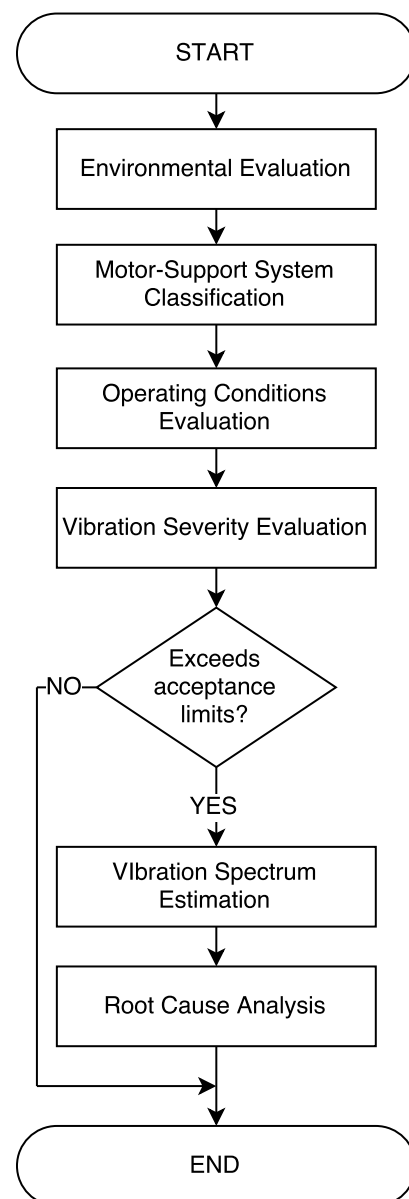 START
Environmental Evaluation
Motor-Support System
Classification
Operating Conditions
Evaluation
Vibration Severity Evaluation
Exceeds
acceptance
limits?
NO
YES
VIbration Spectrum
Estimation
Root Cause Analysis
END